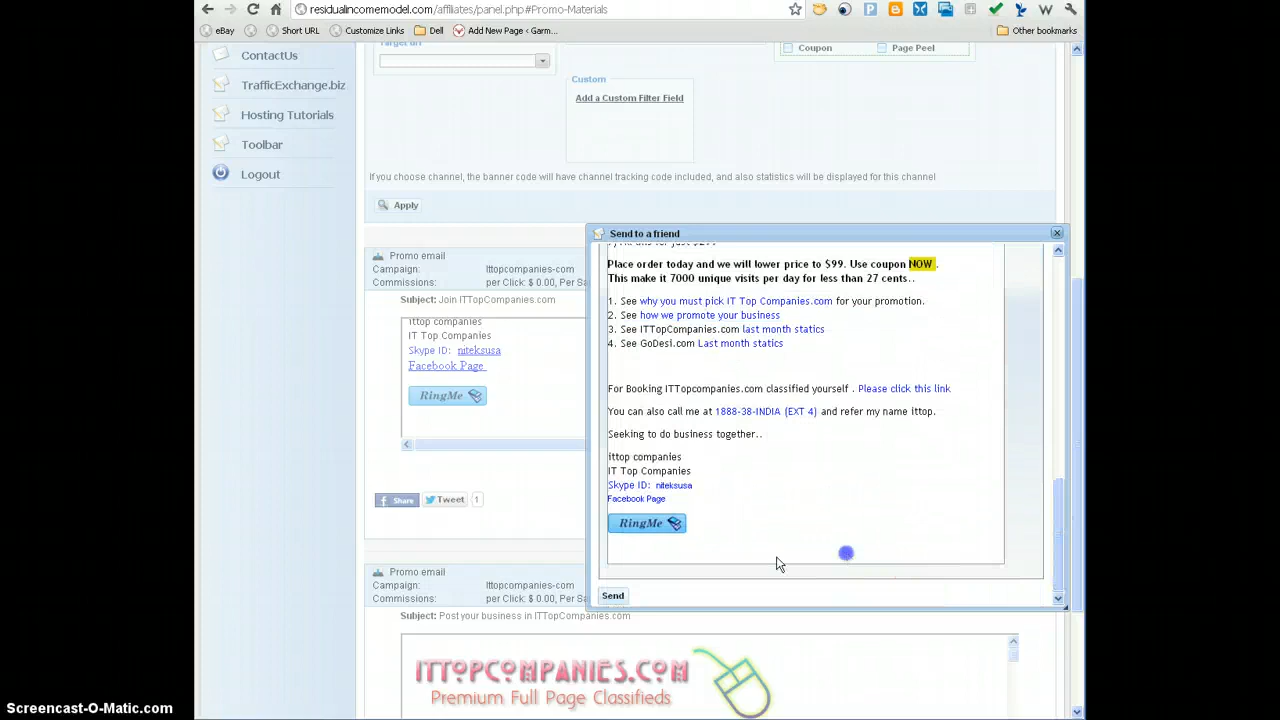 residualincomemodel.com/affiliates/panel.php#Promo-Materials
eBay
Short URL
Customize Links
Dell
Add New Page ‹ Garm...
Other bookmarks
ContactUs
TrafficExchange.biz
Hosting Tutorials
Toolbar
Logout
Target url
Coupon
Page Peel
Custom
Add a Custom Filter Field
If you choose channel, the banner code will have channel tracking code included, and also statistics will be displayed for this channel
Apply
Promo email
Campaign: Ittopcompanies-com
Commissions: per Click: $ 0.00, Per Sa
Subject: Join ITTopCompanies.com
ittop companies
IT Top Companies
Skype ID: niteksusa
Facebook Page
RingMe
Share
Tweet
1
Send to a friend
Place order today and we will lower price to $99. Use coupon NOW .
This make it 7000 unique visits per day for less than 27 cents..
1. See why you must pick IT Top Companies.com for your promotion.
2. See how we promote your business
3. See ITTopCompanies.com last month statics
4. See GoDesi.com Last month statics
For Booking ITTopcompanies.com classified yourself . Please click this link
You can also call me at 1888-38-INDIA (EXT 4) and refer my name ittop.
Seeking to do business together..
ittop companies
IT Top Companies
Skype ID: niteksusa
Facebook Page
RingMe
Send
Promo email
Campaign: Ittopcompanies-com
Commissions: per Click: $ 0.00, Per Sa
Subject: Post your business in ITTopCompanies.com
ITTOPCOMPANIES.COM
Premium Full Page Classifieds
Screencast-O-Matic.com